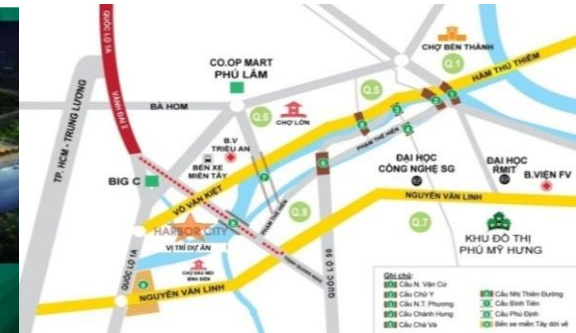 QUỐC LỘ 1A
VÀNH ĐAI 2
TP. HCM - TRUNG LƯƠNG
CO.OP MART
PHÚ LÂM
BÀ HOM
CHỢ BẾN THÀNH
Q.1
HẦM THỦ THIÊM
Q.5
Q.6
CHỢ LỚN
B.V
TRIỀU AN
BẾN XE
MIỀN TÂY
BIG C
VÕ VĂN KIỆT
PHẠM THẾ HIỂN
PHẠM THẾ HIỂN
ĐẠI HỌC
CÔNG NGHỆ SG
ĐẠI HỌC
RMIT
B.VIỆN FV
NGUYỄN VĂN LINH
Q.8
Q.7
HARBOR CITY
VỊ TRÍ DỰ ÁN
KHU ĐÔ THỊ
PHÚ MỸ HƯNG
QUỐC LỘ 1A
QUỐC LỘ 50
NGUYỄN VĂN LINH
Ghi chú:
Cầu N. Văn Cừ
Cầu Chữ Y
Cầu N.T. Phương
Cầu Chánh Hưng
Cầu Chà Và
Cầu Nhị Thiên Đường
Cầu Bình Tiên
Cầu Phú Định
Bến xe miền Tây dời về